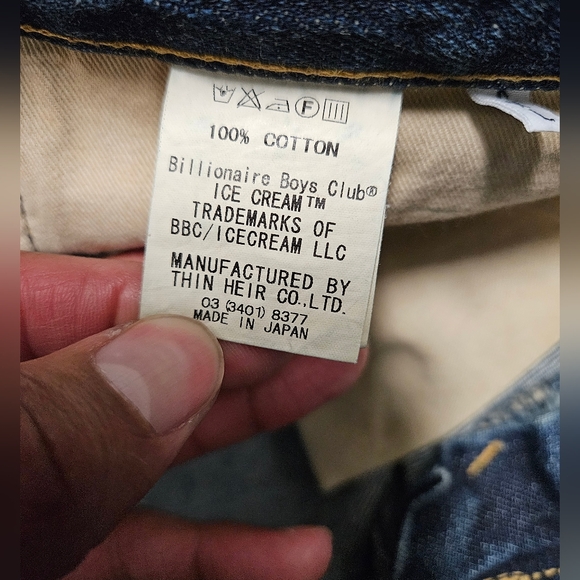 F
100% COTTON
Billionaire Boys Club®
ICE CREAM™
TRADEMARKS OF
BBC/ICECREAM LLC
MANUFACTURED BY
THIN HEIR CO.,LTD.
03 (3401) 8377
MADE IN JAPAN